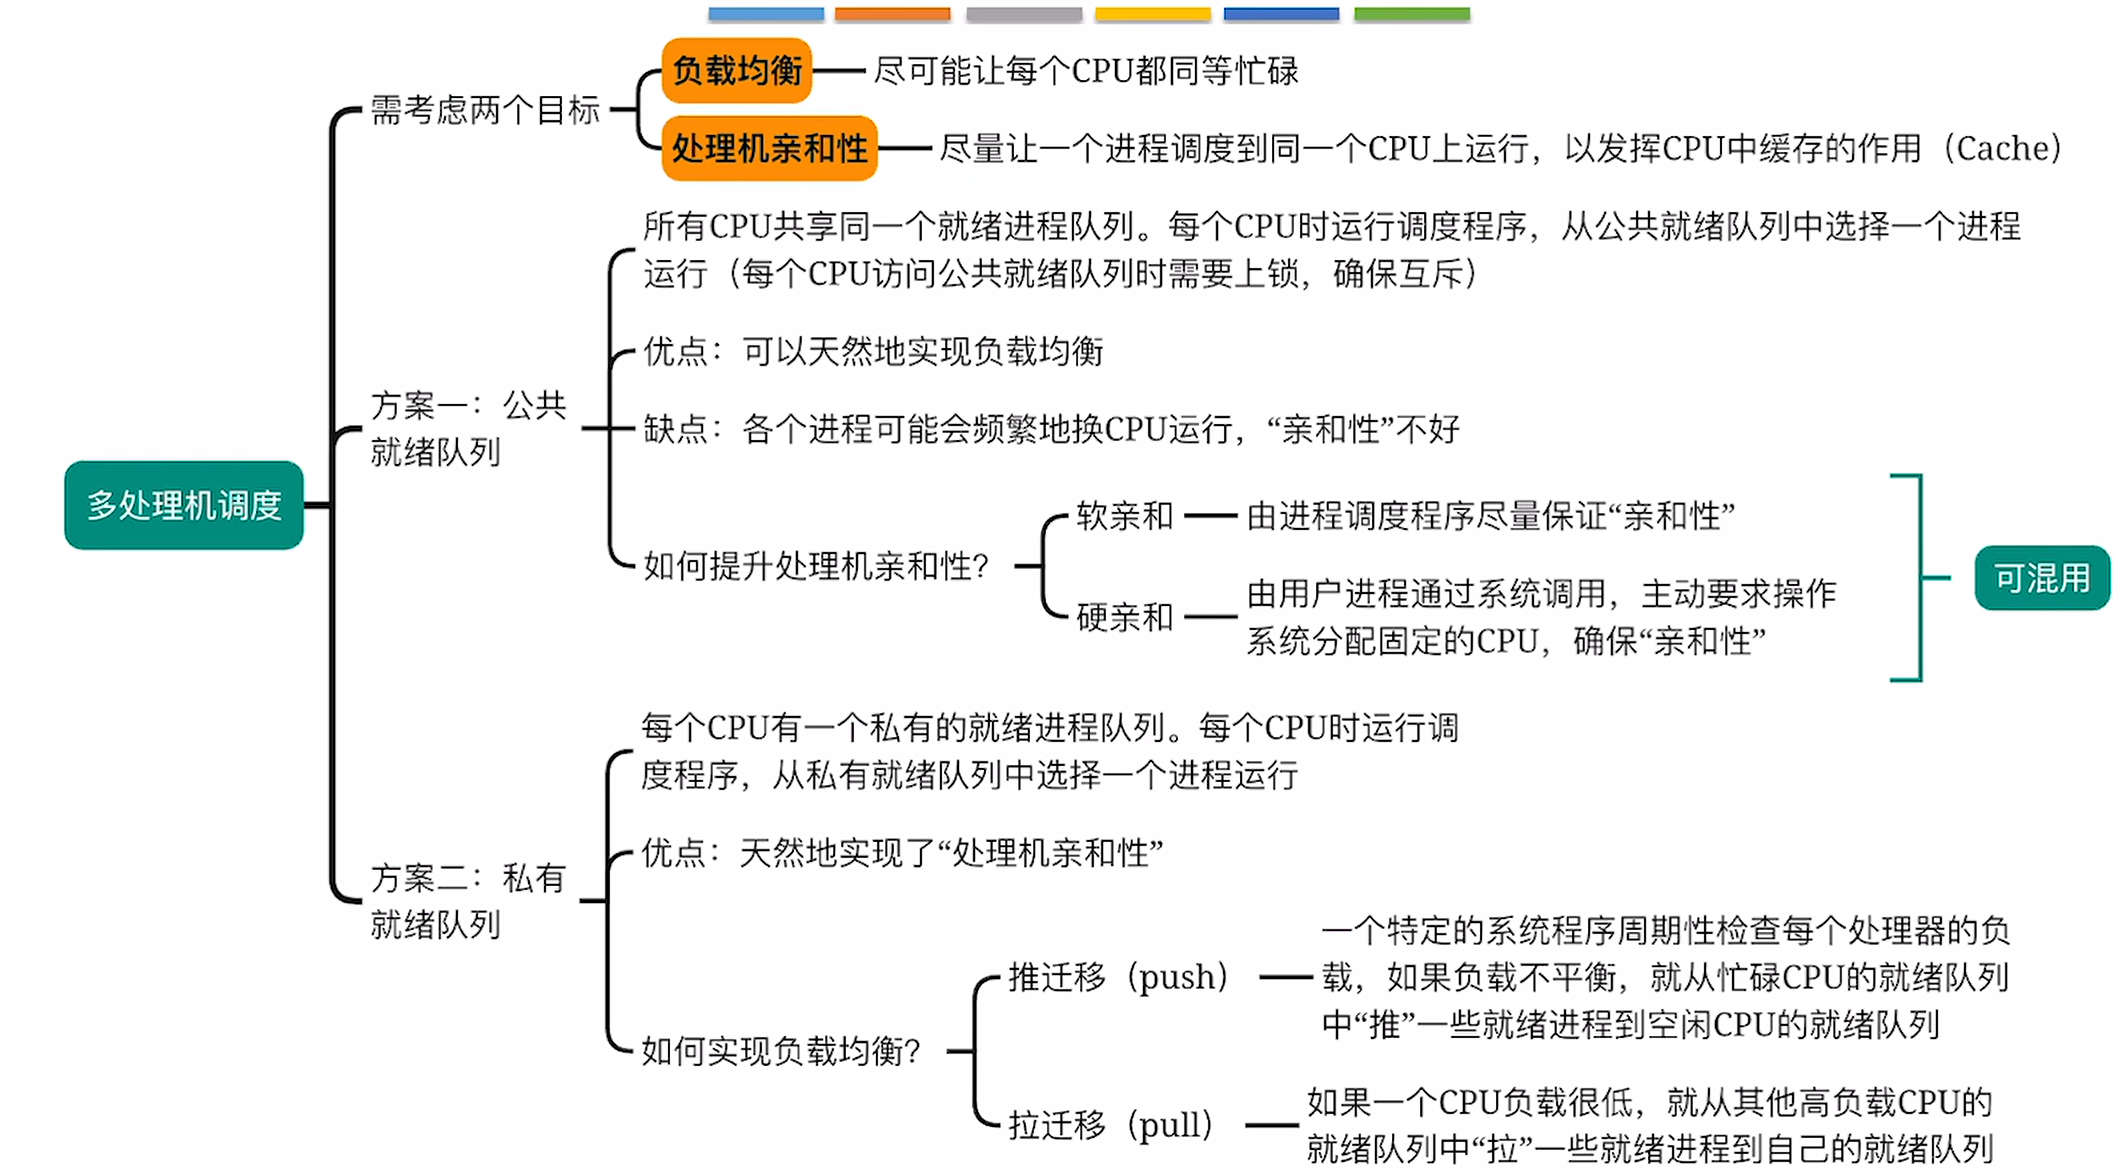 负载均衡
尽可能让每个CPU都同等忙碌
需考虑两个目标
处理机亲和性
尽量让一个进程调度到同一个CPU上运行，以发挥CPU中缓存的作用（Cache）
所有CPU共享同一个就绪进程队列。每个CPU时运行调度程序，从公共就绪队列中选择一个进程
运行（每个CPU访问公共就绪队列时需要上锁，确保互斥）
优点：可以天然地实现负载均衡
方案一：公共
就绪队列
缺点：各个进程可能会频繁地换CPU运行，“亲和性”不好
多处理机调度
如何提升处理机亲和性？
软亲和
由进程调度程序尽量保证“亲和性”
硬亲和
由用户进程通过系统调用，主动要求操作
系统分配固定的CPU，确保“亲和性”
可混用
每个CPU有一个私有的就绪进程队列。每个CPU时运行调
度程序，从私有就绪队列中选择一个进程运行
优点：天然地实现了“处理机亲和性”
方案二：私有
就绪队列
如何实现负载均衡？
推迁移（push）
一个特定的系统程序周期性检查每个处理器的负
载，如果负载不平衡，就从忙碌CPU的就绪队列
中“推”一些就绪进程到空闲CPU的就绪队列
拉迁移（pull）
如果一个CPU负载很低，就从其他高负载CPU的
就绪队列中“拉”一些就绪进程到自己的就绪队列